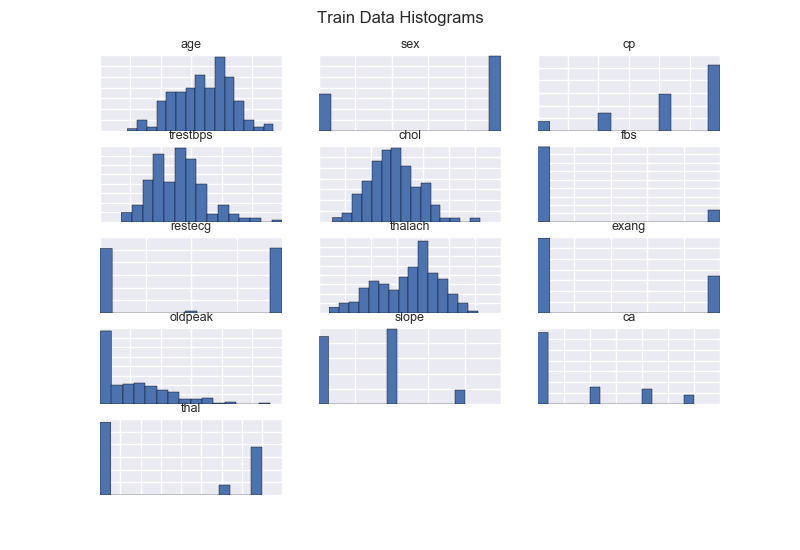 Train Data Histograms
age
sex
cp
trestbps
chol
fbs
restecg
thalach
exang
oldpeak
slope
ca
thal